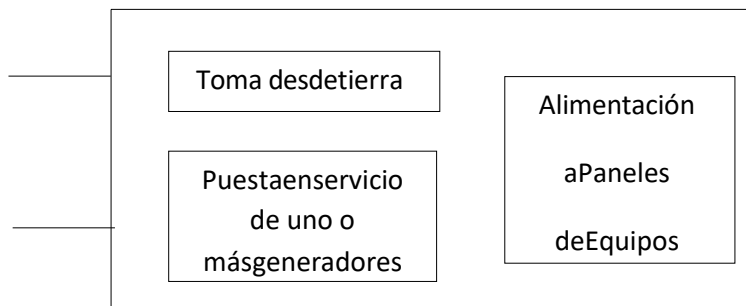 Toma desdetierra
Puestaenservicio
de uno o
másgeneradores
Alimentación
aPaneles
deEquipos